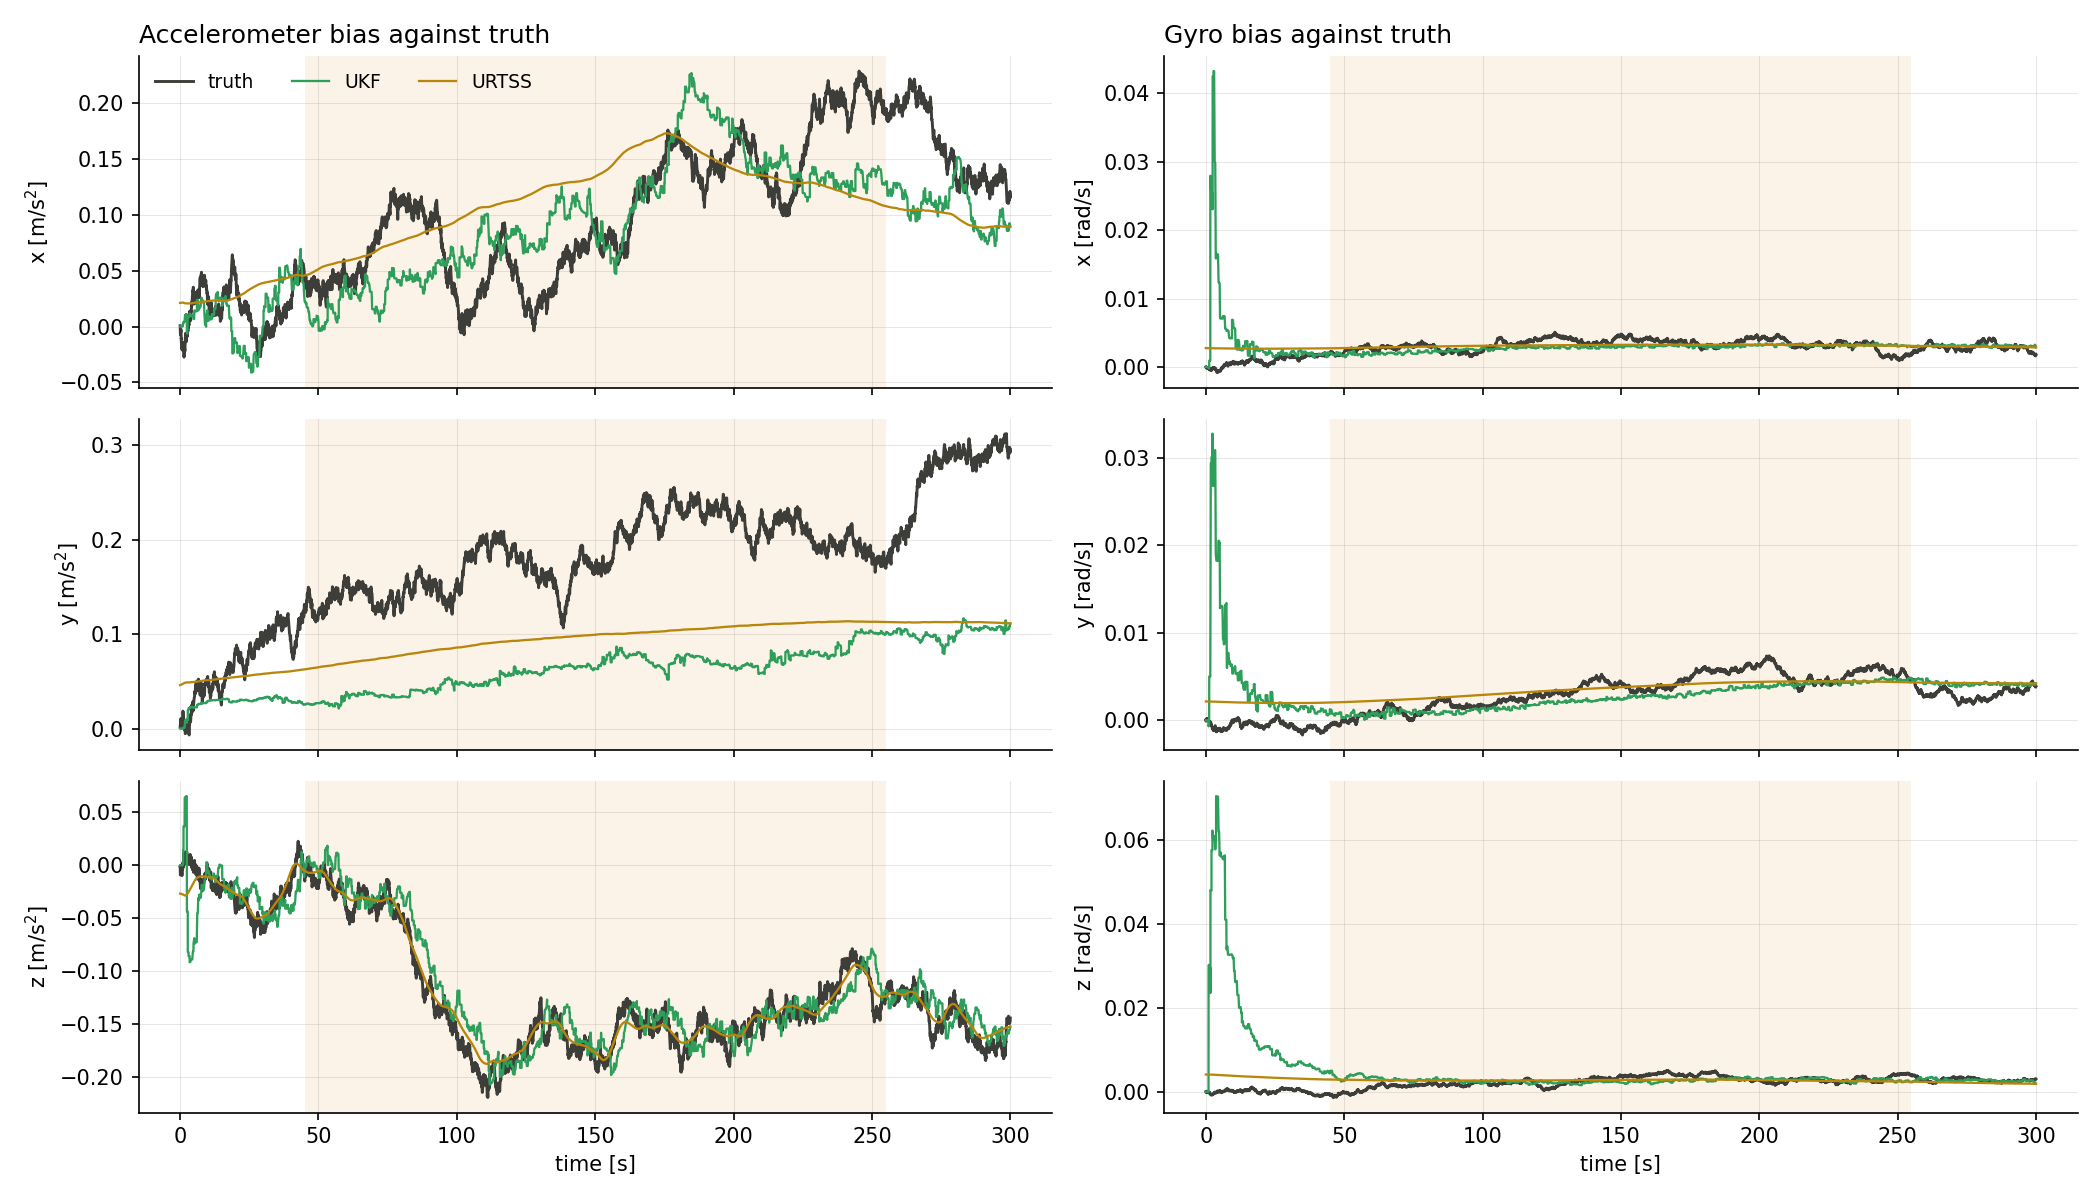 Accelerometer bias against truth
truth UKF URTSS
x [m/s²]
0.20
0.15
0.10
0.05
0.00
−0.05
Gyro bias against truth
x [rad/s]
0.04
0.03
0.02
0.01
0.00
y [m/s²]
0.3
0.2
0.1
0.0
y [rad/s]
0.03
0.02
0.01
0.00
z [m/s²]
0.05
0.00
−0.05
−0.10
−0.15
−0.20
0 50 100 150 200 250 300
time [s]
z [rad/s]
0.06
0.04
0.02
0.00
0 50 100 150 200 250 300
time [s]